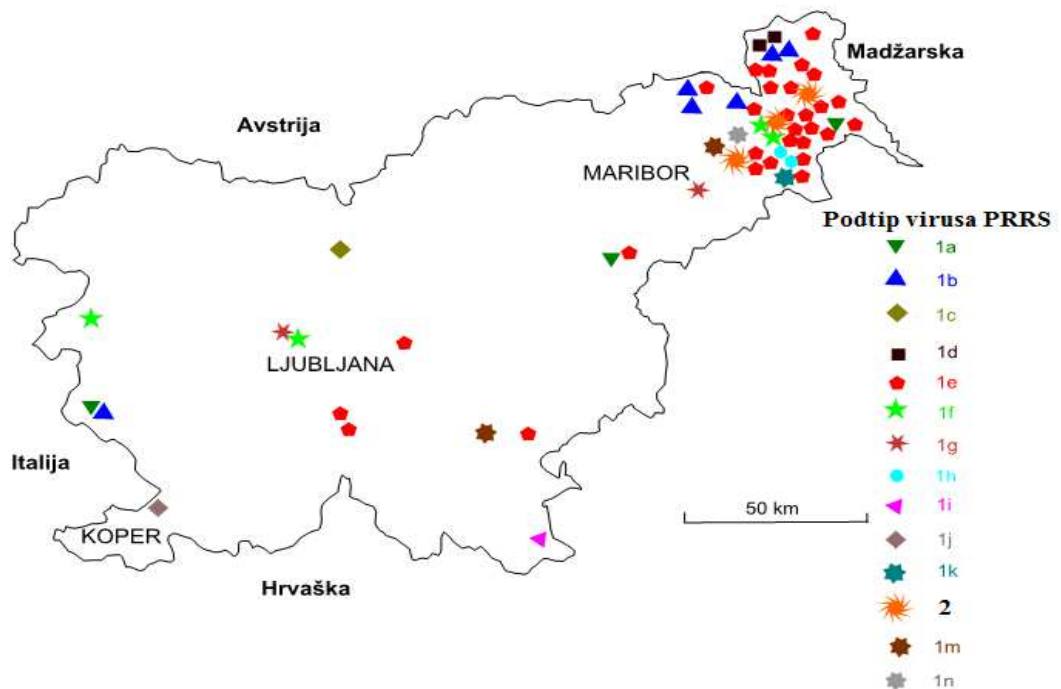 Madžarska
Avstrija
MARIBOR
Podtip virusa PRRS
1a
1b
1c
1d
1e
1f
1g
1h
1i
1j
1k
2
1m
1n
LJUBLJANA
Italija
KOPER
50 km
Hrvaška